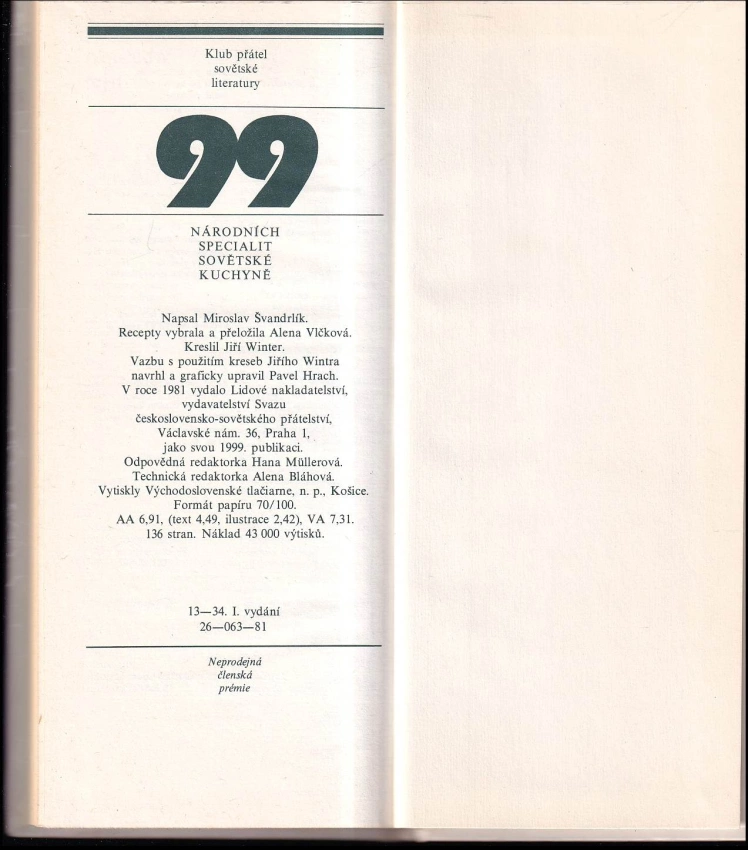 Klub přátel
sovětské
literatury
99
NÁRODNÍCH
SPECIALIT
SOVĚTSKÉ
KUCHYNĚ
Napsal Miroslav Švandrlík.
Recepty vybrala a přeložila Alena Vlčková.
Kreslil Jiří Winter.
Vazbu s použitím kreseb Jiřího Wintra
navrhl a graficky upravil Pavel Hrach.
V roce 1981 vydalo Lidové nakladatelství,
vydavatelství Svazu
československo-sovětského přátelství,
Václavské nám. 36, Praha 1,
jako svou 1999. publikaci.
Odpovědná redaktorka Hana Müllerová.
Technická redaktorka Alena Bláhová.
Vytiskly Východoslovenské tlačiarne, n. p., Košice.
Formát papíru 70/100.
AA 6,91, (text 4,49, ilustrace 2,42), VA 7,31.
136 stran. Náklad 43 000 výtisků.
13—34. I. vydání
26—063—81
Neprodejná
členská
prémie